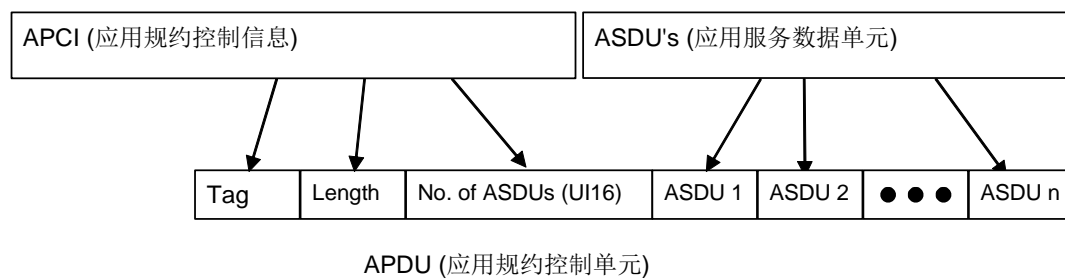 APCI (应用规约控制信息)
ASDU's (应用服务数据单元)
Tag
Length
No. of ASDUs (UI16)
ASDU 1
ASDU 2
● ● ●
ASDU n
APDU (应用规约控制单元)